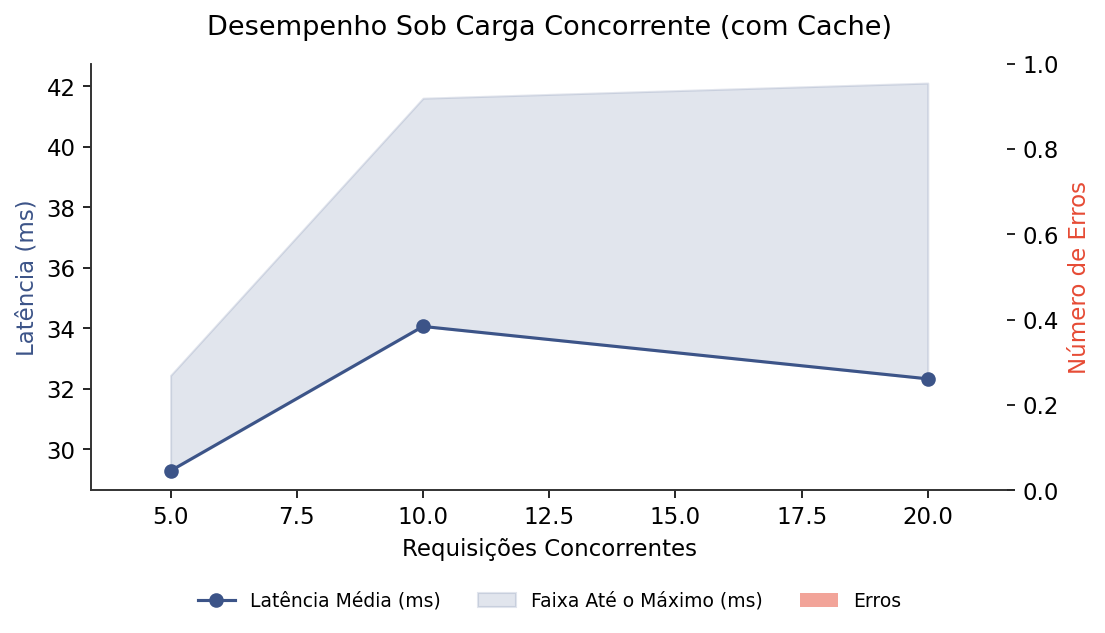 Desempenho Sob Carga Concorrente (com Cache)
Latência (ms)
42
40
38
36
34
32
30
1.0
0.8
0.6
0.4
0.2
0.0
Número de Erros
5.0 7.5 10.0 12.5 15.0 17.5 20.0
Requisições Concorrentes
Latência Média (ms) Faixa Até o Máximo (ms) Erros